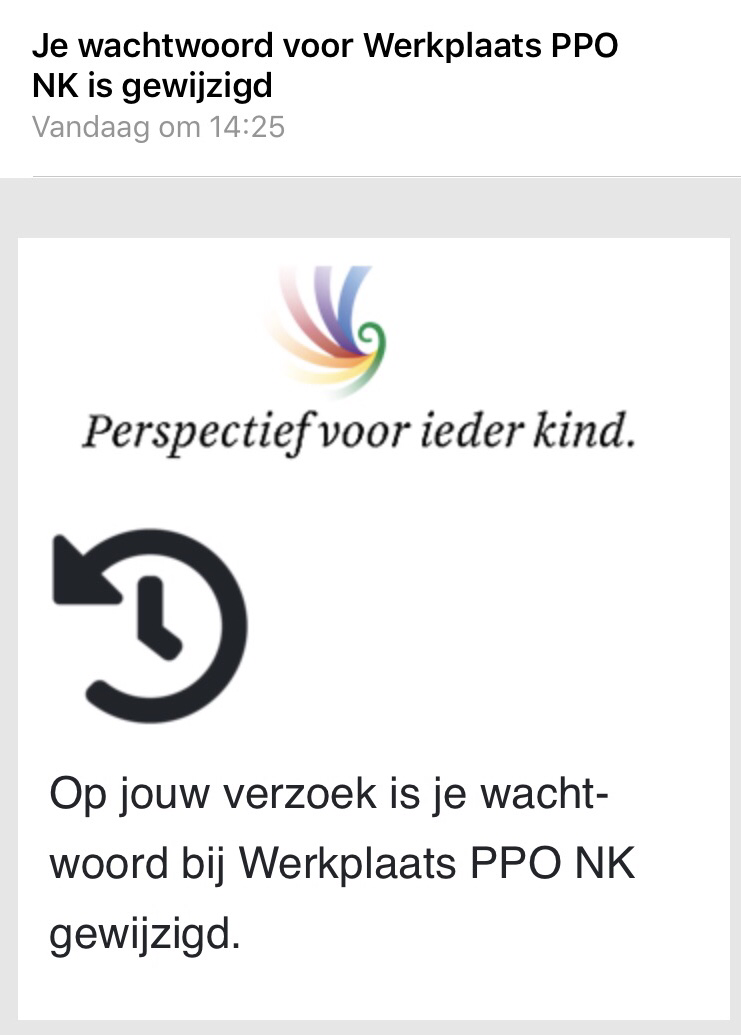 Je wachtwoord voor Werkplaats PPO
NK is gewijzigd
Vandaag om 14:25
Perspectief voor ieder kind.
Op jouw verzoek is je wacht-
woord bij Werkplaats PPO NK
gewijzigd.